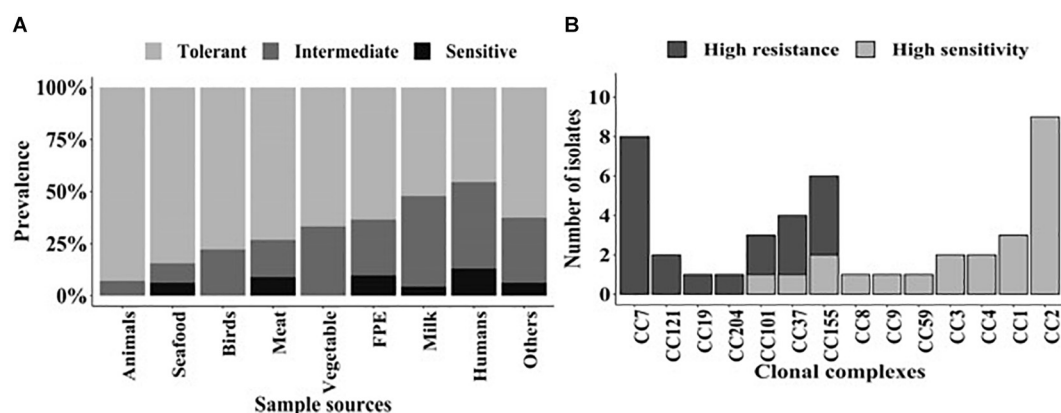 A
Tolerant Intermediate Sensitive
100%
75%
50%
25%
0%
Prevalence
Animals
Seafood
Birds
Meat
Vegetable
FPE
Milk
Humans
Others
Sample sources
B
High resistance High sensitivity
10
8
6
4
2
0
Number of isolates
CC7
CC121
CC19
CC204
CC101
CC37
CC155
CC8
CC9
CC59
CC3
CC4
CC1
CC2
Clonal complexes